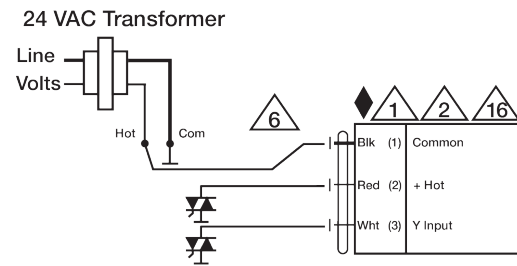 24 VAC Transformer
Line
Volts
Hot Com
6
1 2 16
Blk (1) Common
Red (2) + Hot
Wht (3) Y Input